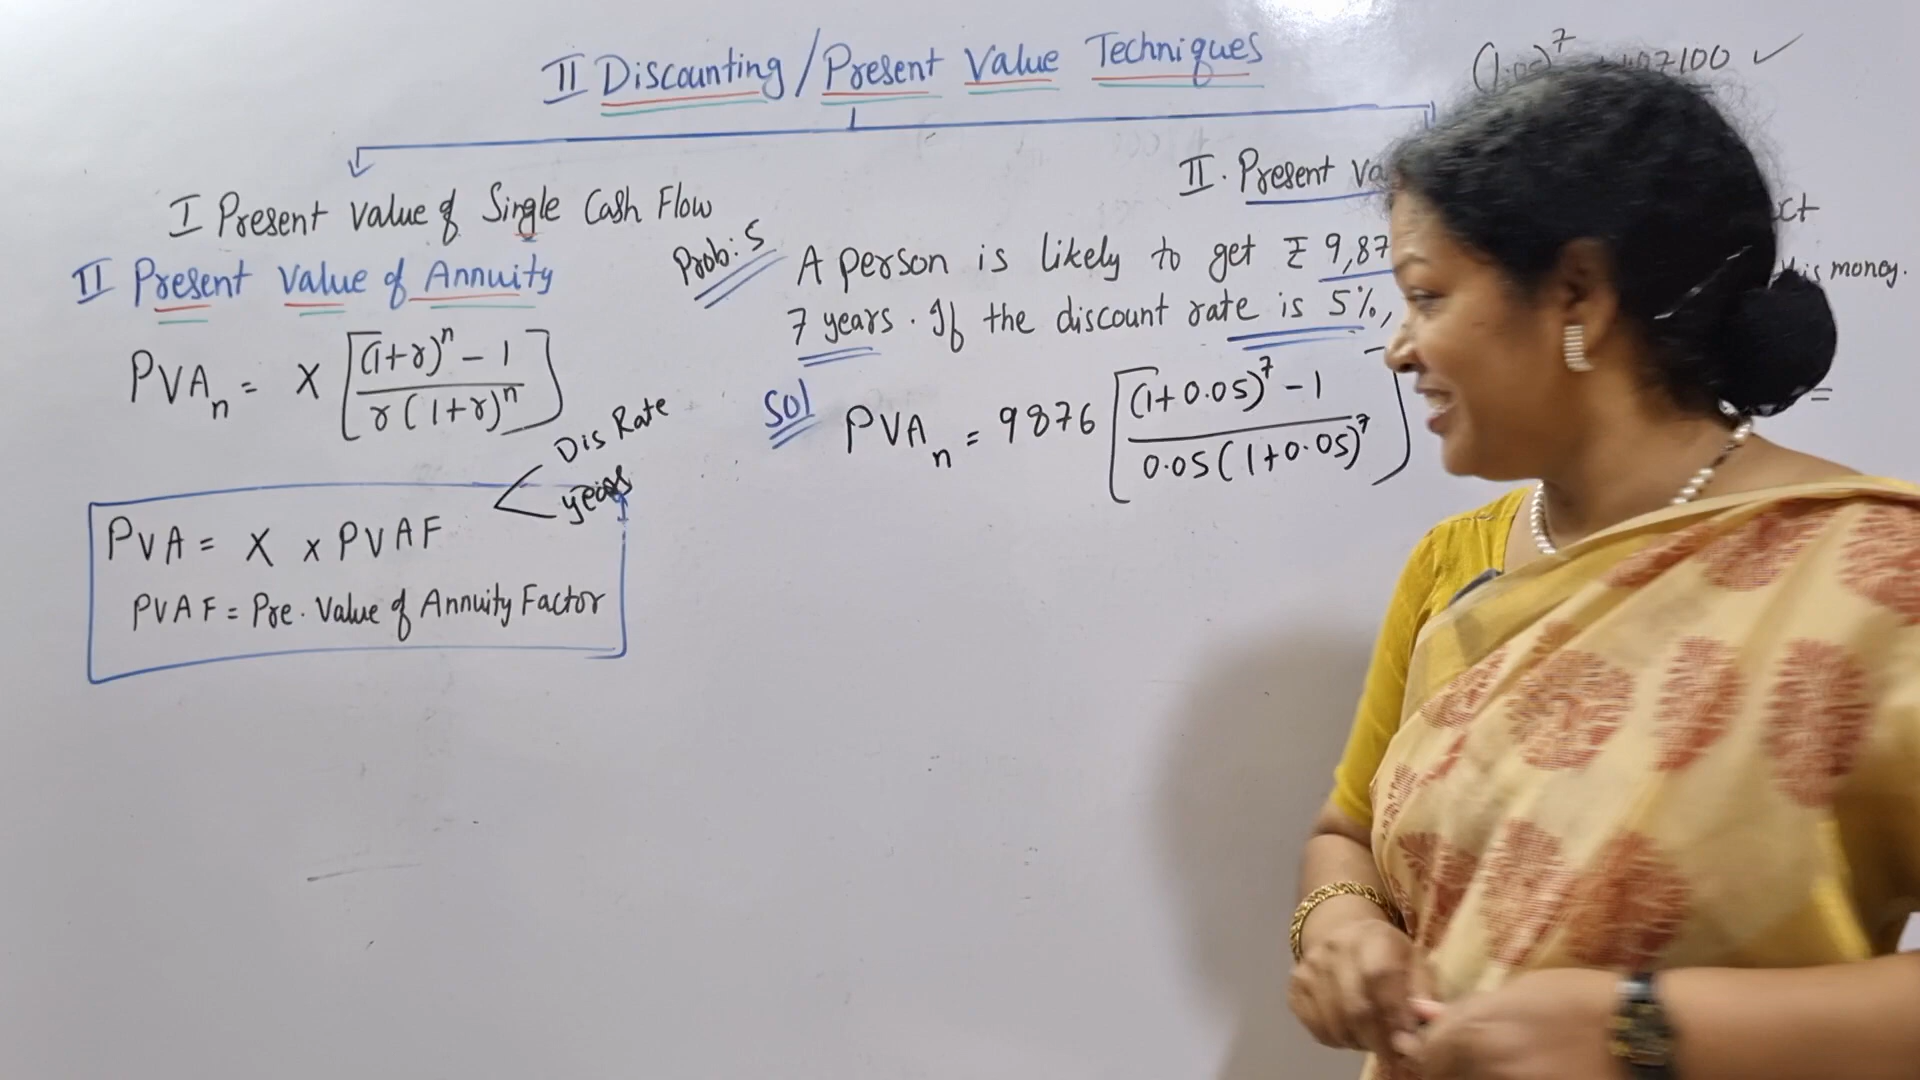 II Discounting / Present Value Techniques
(1.05)⁷ 7100 ✓
I Present Value of Single Cash Flow
II. Present Va
II Present Value of Annuity
Prob: 5
A person is likely to get ₹ 9,87
this money.
7 years. If the discount rate is 5%,
PVAₙ = X [(1+r)ⁿ - 1 / r(1+r)ⁿ]
Sol
PVAₙ = 9876 [(1+0.05)⁷ - 1 / 0.05(1+0.05)⁷]
=
Dis Rate
years
PVA = X x PVAF
PVAF = Pre. Value of Annuity Factor